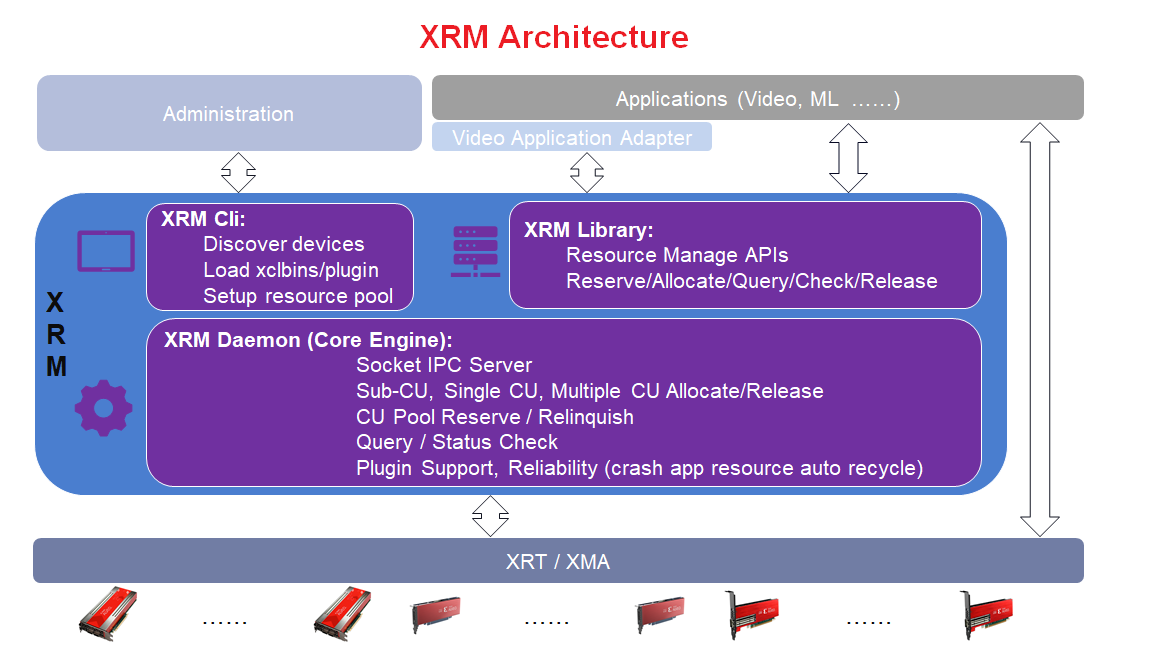 XRM Architecture
Administration
Applications (Video, ML ……)
Video Application Adapter
XRM Cli:
Discover devices
Load xclbins/plugin
Setup resource pool
XRM Library:
Resource Manage APIs
Reserve/Allocate/Query/Check/Release
X
R
M
XRM Daemon (Core Engine):
Socket IPC Server
Sub-CU, Single CU, Multiple CU Allocate/Release
CU Pool Reserve / Relinquish
Query / Status Check
Plugin Support, Reliability (crash app resource auto recycle)
XRT / XMA
…… …… ……